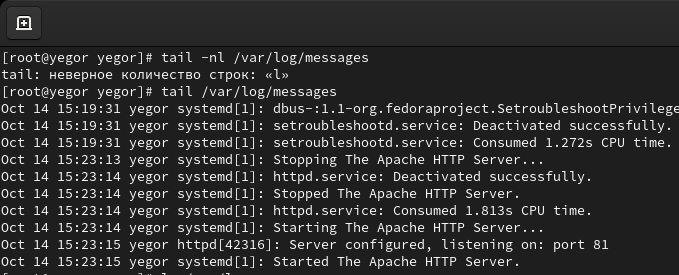 [root@yegor yegor]# tail -nl /var/log/messages
tail: неверное количество строк: «l»
[root@yegor yegor]# tail /var/log/messages
Oct 14 15:19:31 yegor systemd[1]: dbus-:1.1-org.fedoraproject.SetroubleshootPrivilege
Oct 14 15:19:31 yegor systemd[1]: setroubleshootd.service: Deactivated successfully.
Oct 14 15:19:31 yegor systemd[1]: setroubleshootd.service: Consumed 1.272s CPU time.
Oct 14 15:23:13 yegor systemd[1]: Stopping The Apache HTTP Server...
Oct 14 15:23:14 yegor systemd[1]: httpd.service: Deactivated successfully.
Oct 14 15:23:14 yegor systemd[1]: Stopped The Apache HTTP Server.
Oct 14 15:23:14 yegor systemd[1]: httpd.service: Consumed 1.813s CPU time.
Oct 14 15:23:14 yegor systemd[1]: Starting The Apache HTTP Server...
Oct 14 15:23:15 yegor httpd[42316]: Server configured, listening on: port 81
Oct 14 15:23:15 yegor systemd[1]: Started The Apache HTTP Server.